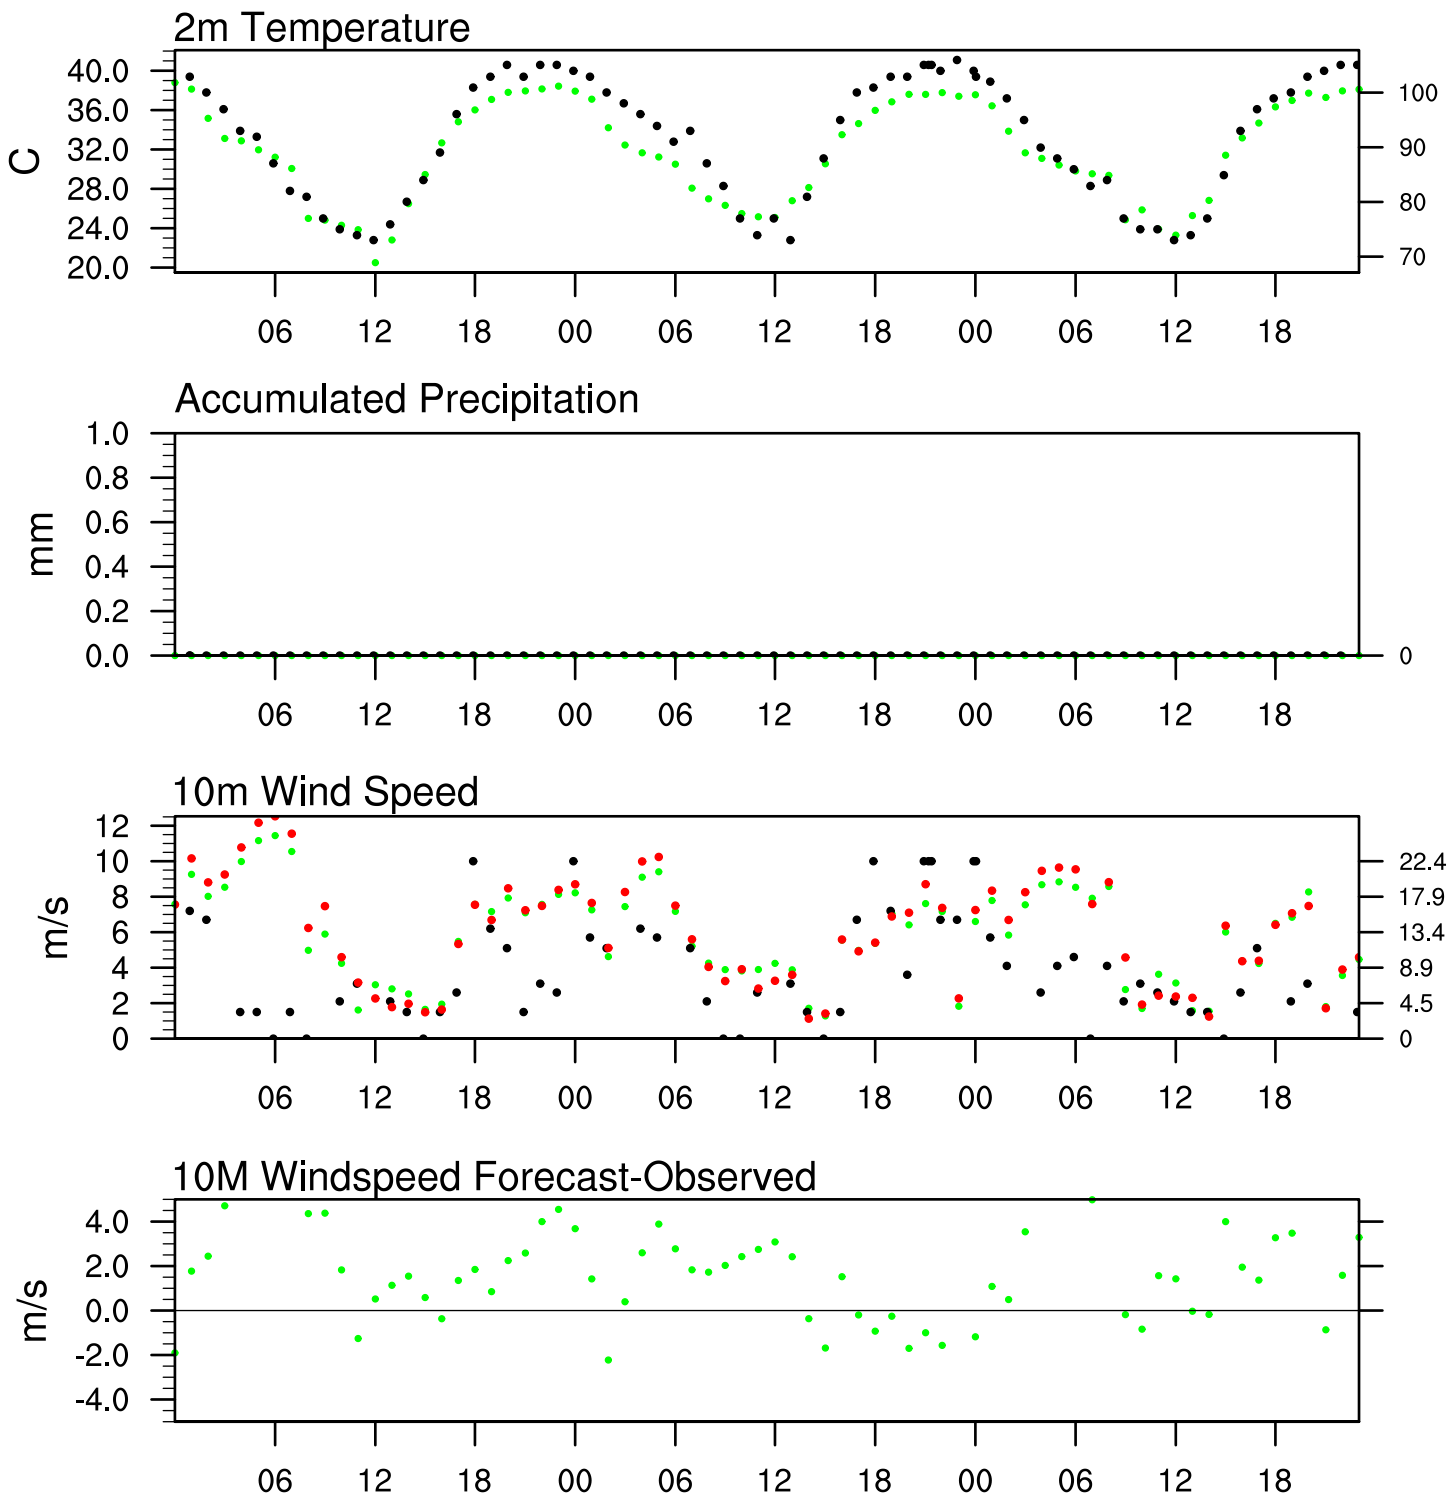 2m Temperature
40.0
36.0
32.0
28.0
24.0
20.0
C
100
90
80
70
06 12 18 00 06 12 18 00 06 12 18
Accumulated Precipitation
1.0
0.8
0.6
0.4
0.2
0.0
mm
0
06 12 18 00 06 12 18 00 06 12 18
10m Wind Speed
12
10
8
6
4
2
0
m/s
22.4
17.9
13.4
8.9
4.5
0
06 12 18 00 06 12 18 00 06 12 18
10M Windspeed Forecast-Observed
4.0
2.0
0.0
-2.0
-4.0
m/s
06 12 18 00 06 12 18 00 06 12 18